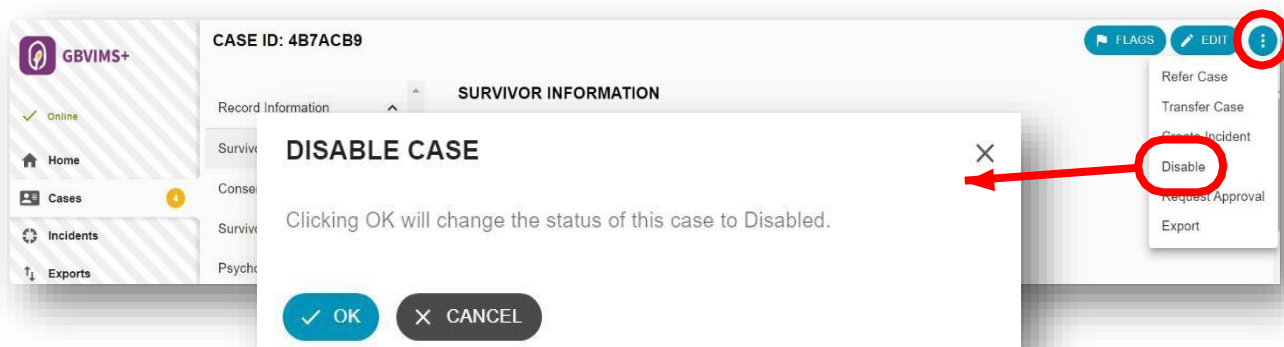 GBVIMS+
Online
Home
Cases
4
Incidents
Exports
CASE ID: 4B7ACB9
FLAGS
EDIT
Record Information
SURVIVOR INFORMATION
Refer Case
Transfer Case
Create Incident
Disable
Request Approval
Export
DISABLE CASE
Clicking OK will change the status of this case to Disabled.
OK
CANCEL